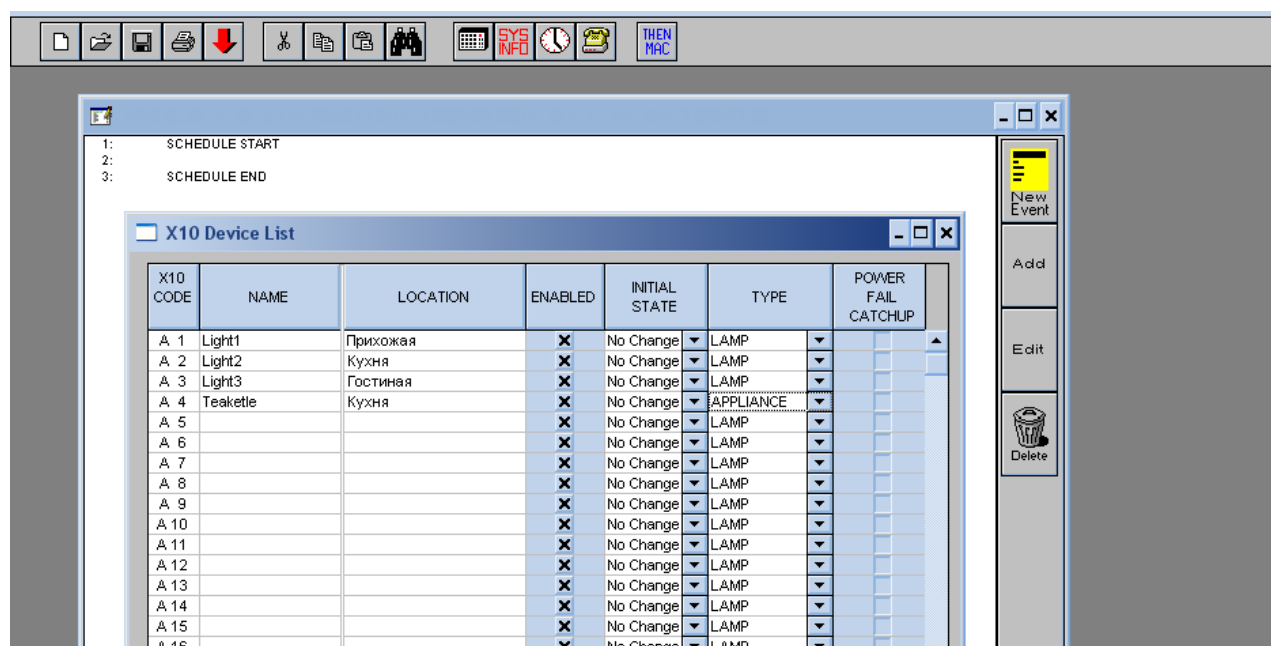 SYS INFO THEN MAC
1: SCHEDULE START
2:
3: SCHEDULE END
New Event
Add
Edit
Delete
X10 Device List
X10 CODE NAME LOCATION ENABLED INITIAL STATE TYPE POWER FAIL CATCHUP
A 1 Light1 Прихожая No Change LAMP
A 2 Light2 Кухня No Change LAMP
A 3 Light3 Гостиная No Change LAMP
A 4 Teaketle Кухня No Change APPLIANCE
A 5 No Change LAMP
A 6 No Change LAMP
A 7 No Change LAMP
A 8 No Change LAMP
A 9 No Change LAMP
A 10 No Change LAMP
A 11 No Change LAMP
A 12 No Change LAMP
A 13 No Change LAMP
A 14 No Change LAMP
A 15 No Change LAMP